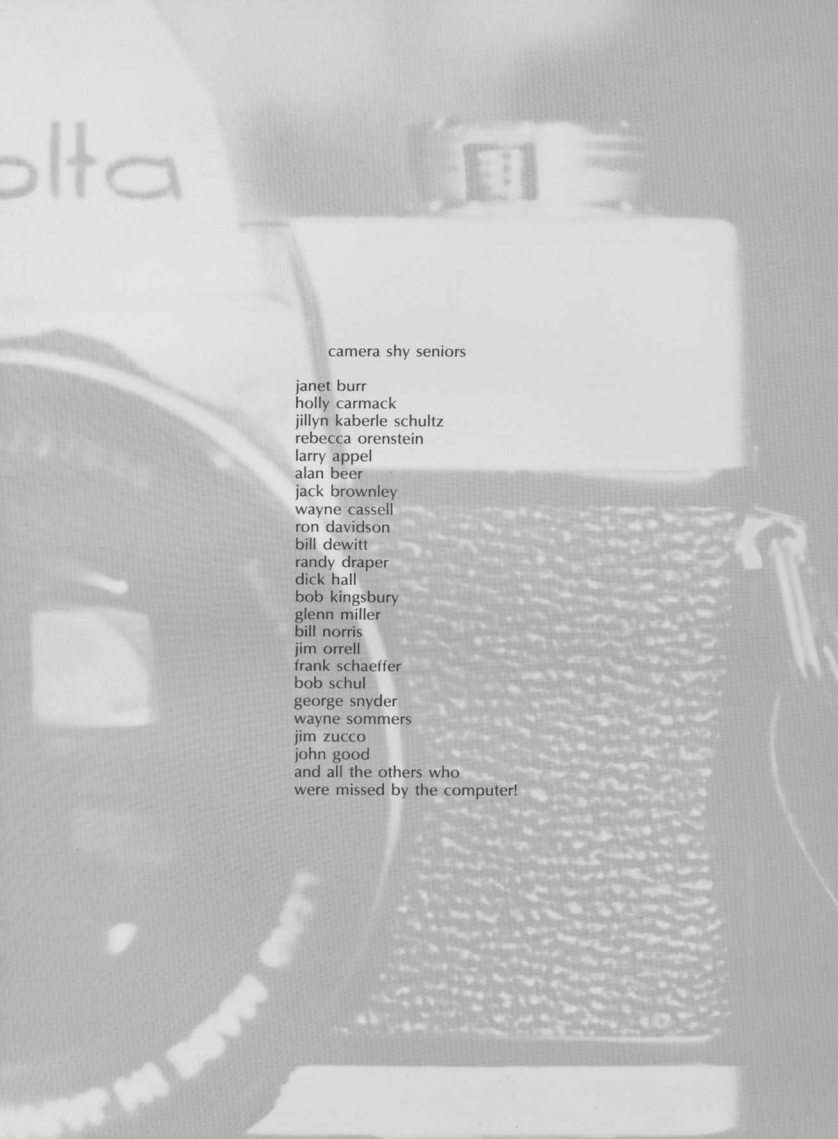 olta
camera shy seniors
janet burr
holly carmack
jillyn kaberle schultz
rebecca orenstein
larry appel
alan beer
jack brownley
wayne cassell
ron davidson
bill dewitt
randy draper
dick hall
bob kingsbury
glenn miller
bill norris
jim orrell
frank schaeffer
bob schul
george snyder
wayne sommers
jim zucco
john good
and all the others who
were missed by the computer!